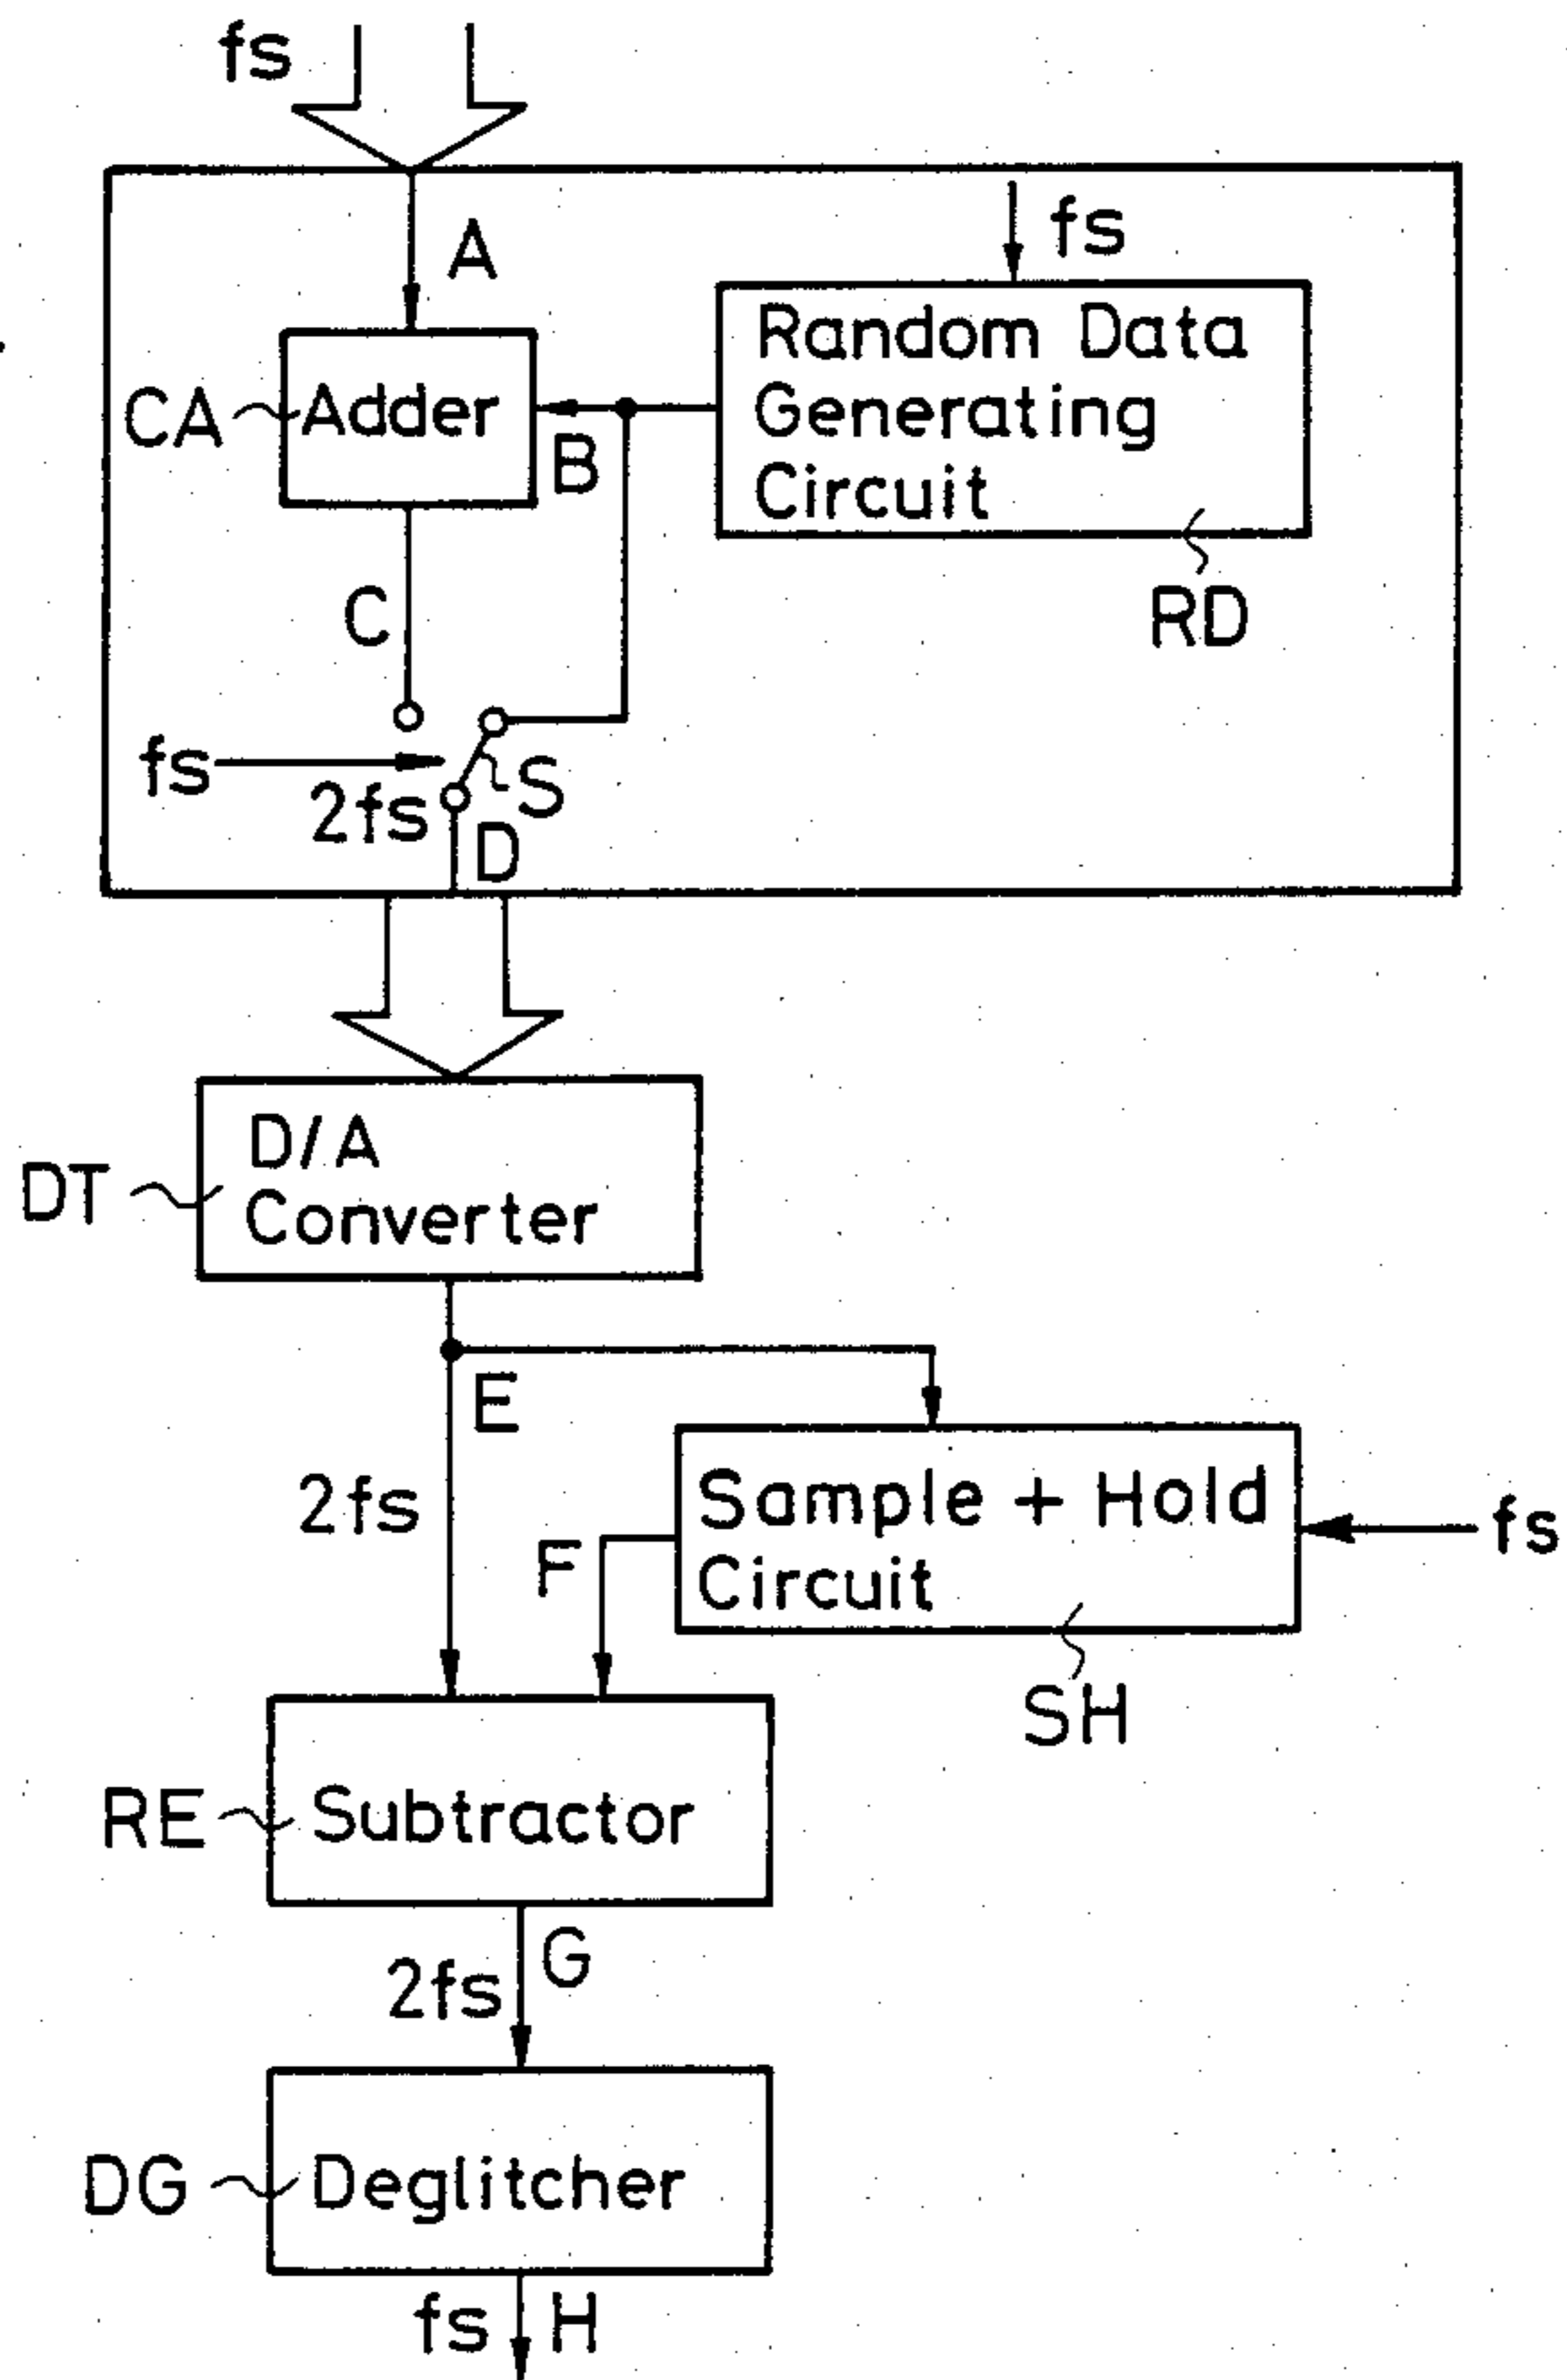 fs
A
fs
Random Data
Generating
Circuit
CA
Adder
B
C
RD
fs
2fs
S
D
D/A
Converter
DT
E
2fs
Sample + Hold
Circuit
fs
F
SH
RE
Subtractor
G
2fs
DG
Deglitcher
fs
H